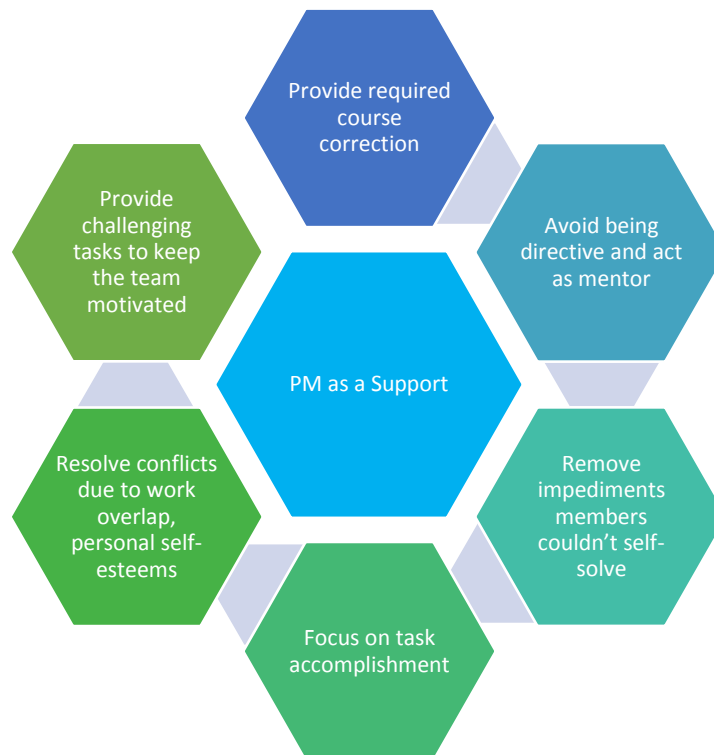 Provide required
course
correction
Avoid being
directive and act
as mentor
Remove
impediments
members
couldn’t self-
solve
Focus on task
accomplishment
Resolve conflicts
due to work
overlap,
personal self-
esteems
Provide
challenging
tasks to keep
the team
motivated
PM as a Support